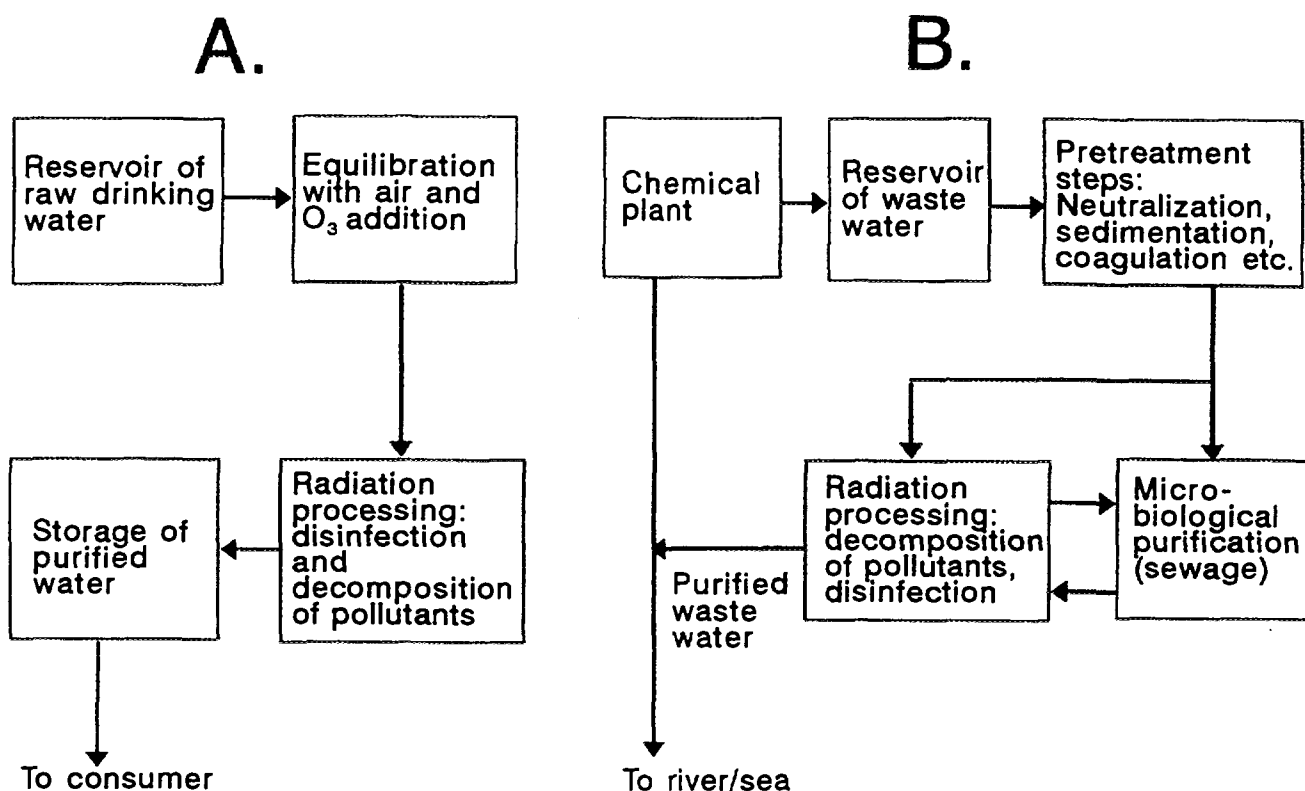 A.
Reservoir of
raw drinking
water
Equilibration
with air and
O₃ addition
Radiation
processing:
disinfection
and
decomposition
of pollutants
Storage of
purified
water
To consumer
B.
Chemical
plant
Reservoir
of waste
water
Pretreatment
steps:
Neutralization,
sedimentation,
coagulation etc.
Radiation
processing:
decomposition
of pollutants,
disinfection
Micro-
biological
purification
(sewage)
Purified
waste
water
To river/sea